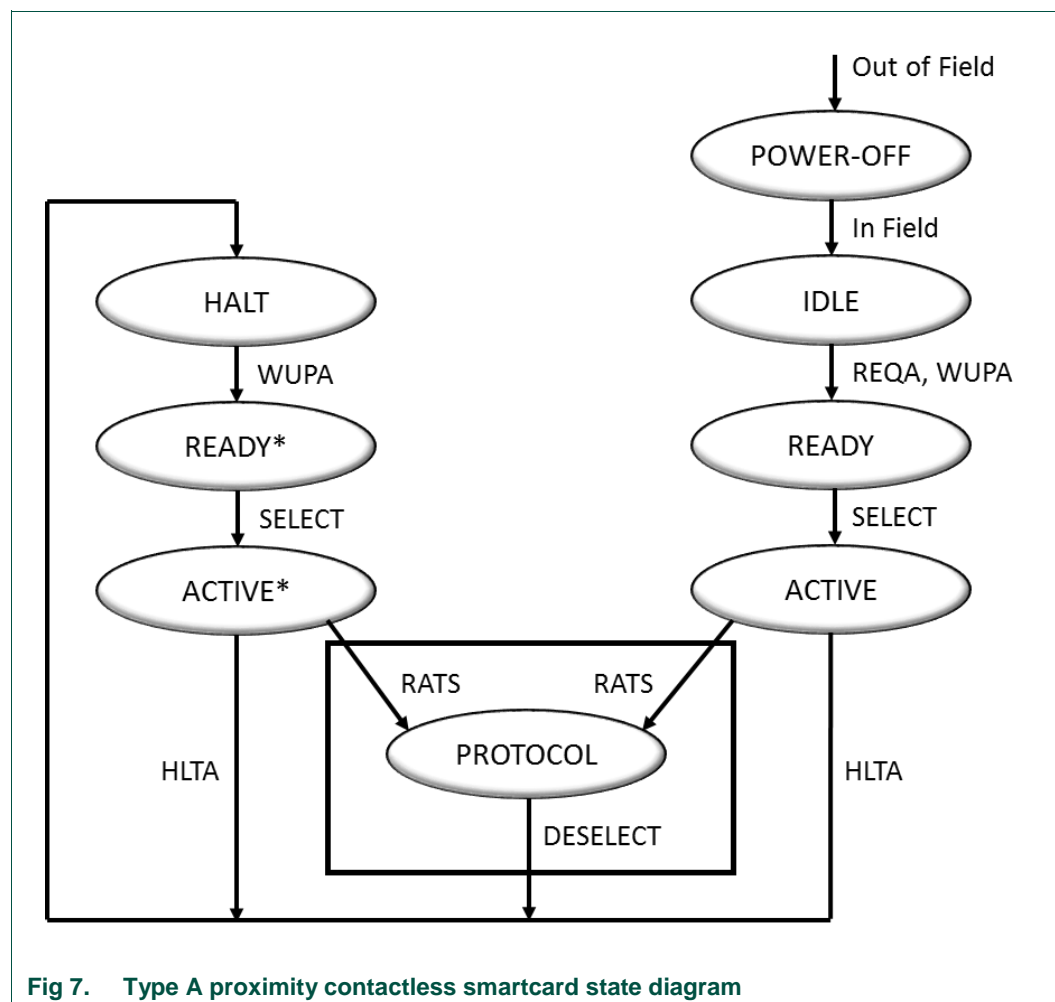 Out of Field
POWER-OFF
In Field
HALT
IDLE
WUPA
REQA, WUPA
READY*
READY
SELECT
SELECT
ACTIVE*
ACTIVE
RATS
RATS
PROTOCOL
HLTA
HLTA
DESELECT
Fig 7. Type A proximity contactless smartcard state diagram